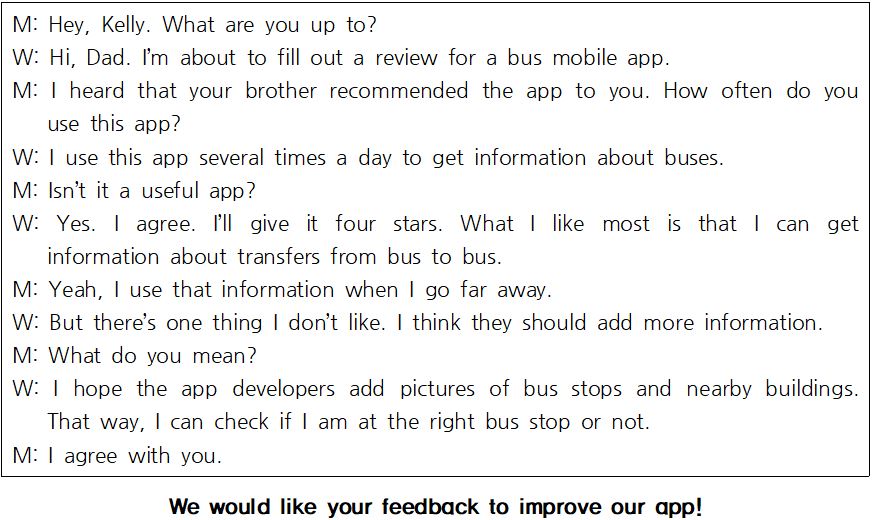 M: Hey, Kelly. What are you up to?
W: Hi, Dad. I'm about to fill out a review for a bus mobile app.
M: I heard that your brother recommended the app to you. How often do you
use this app?
W: I use this app several times a day to get information about buses.
M: Isn't it a useful app?
W: Yes. I agree. I'll give it four stars. What I like most is that I can get
information about transfers from bus to bus.
M: Yeah, I use that information when I go far away.
W: But there's one thing I don't like. I think they should add more information.
M: What do you mean?
W: I hope the app developers add pictures of bus stops and nearby buildings.
That way, I can check if I am at the right bus stop or not.
M: I agree with you.
We would like your feedback to improve our app!